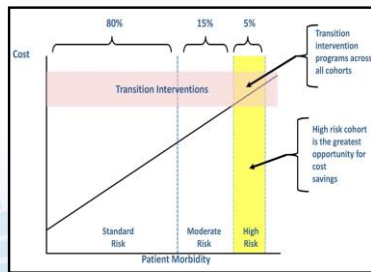 80% 15% 5%
Cost
Transition Interventions
Transition
intervention
programs across
all cohorts
High risk cohort
is the greatest
opportunity for
cost
savings
Standard
Risk
Moderate
Risk
High
Risk
Patient Morbidity